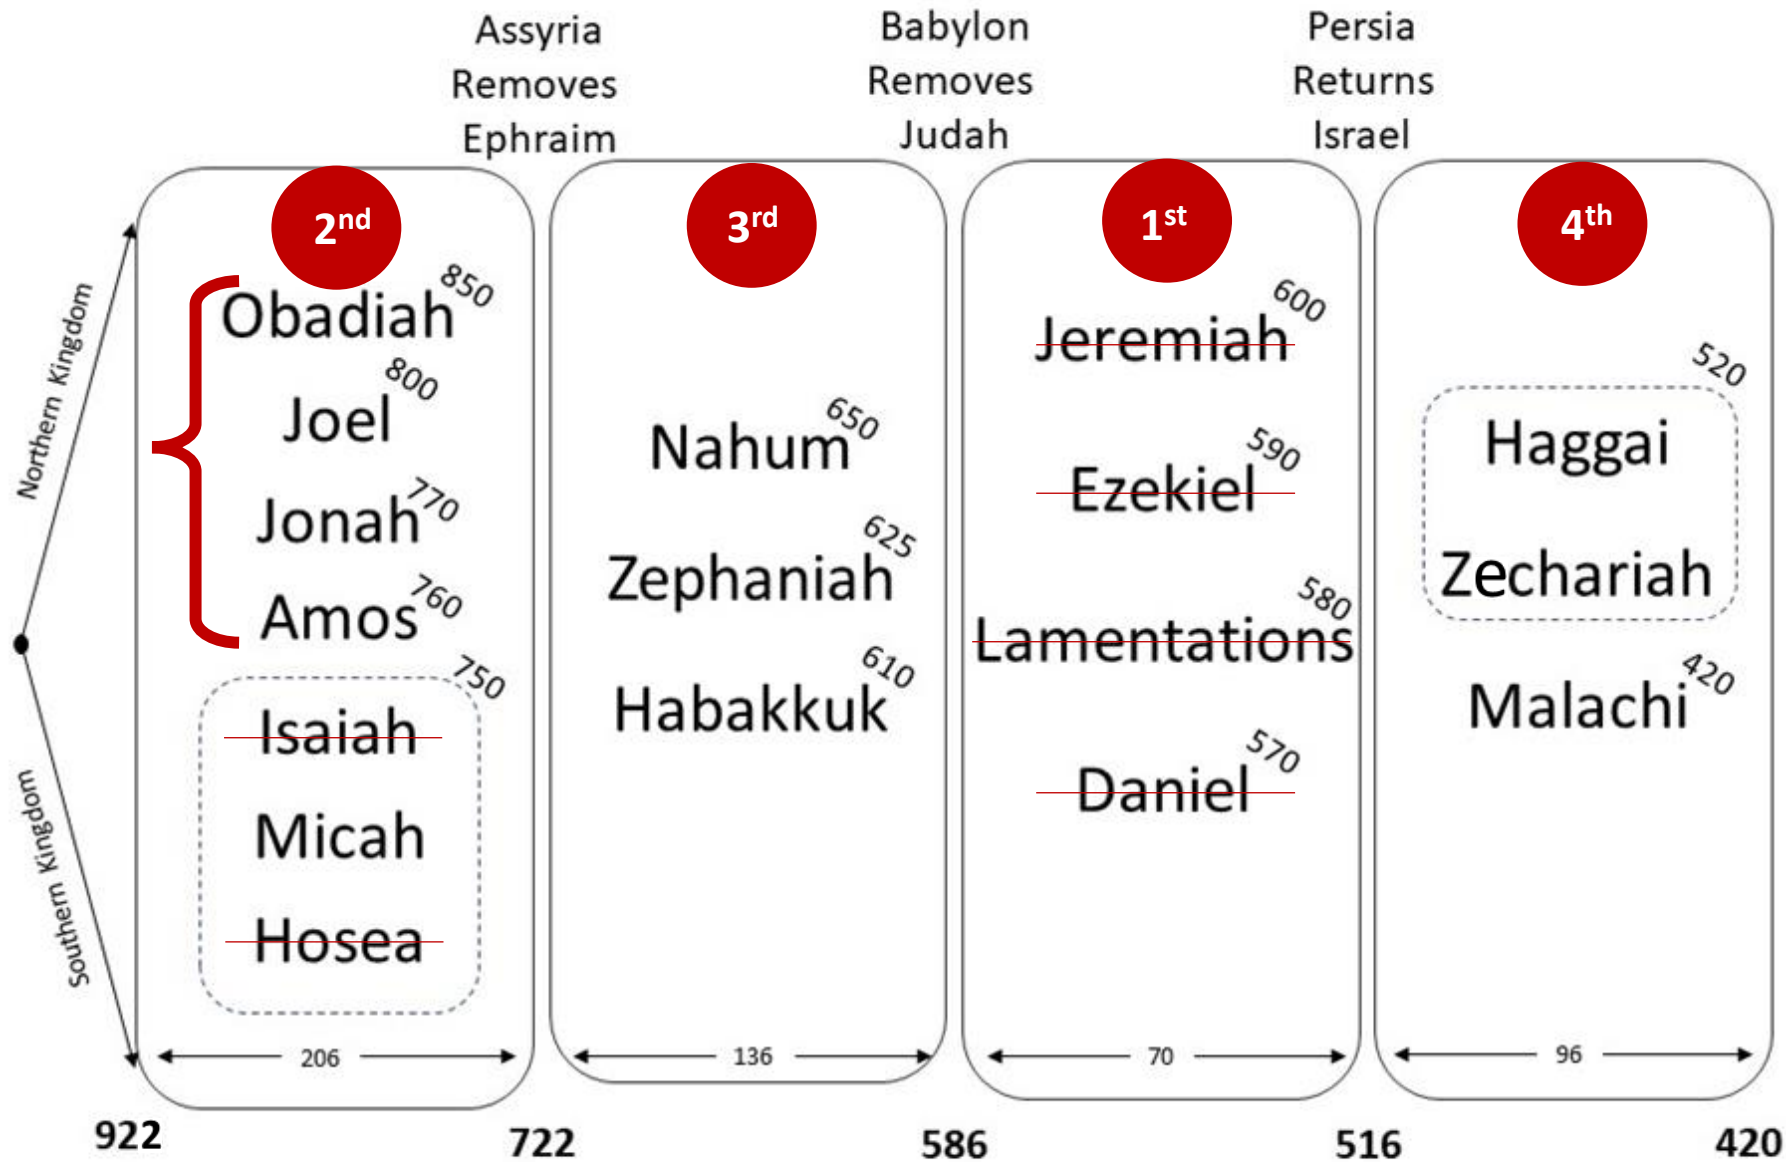 Assyria
Removes
Ephraim
Babylon
Removes
Judah
Persia
Returns
Israel
Northern Kingdom
Southern Kingdom
2nd
Obadiah 850
Joel 800
Jonah 770
Amos 760
750
Isaiah
Micah
Hosea
206
3rd
Nahum 650
Zephaniah 625
Habakkuk 610
136
1st
Jeremiah 600
Ezekiel 590
Lamentations 580
Daniel 570
70
4th
520
Haggai
Zechariah
Malachi 420
96
922
722
586
516
420